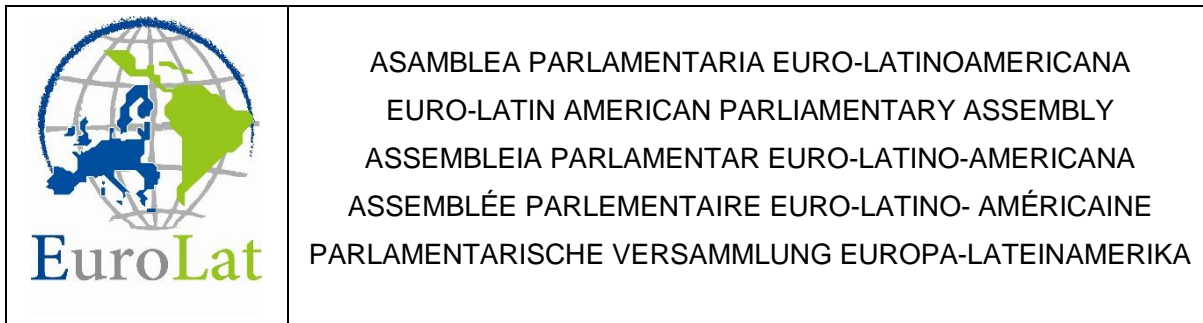 EuroLat
ASAMBLEA PARLAMENTARIA EURO-LATINOAMERICANA
EURO-LATIN AMERICAN PARLIAMENTARY ASSEMBLY
ASSEMBLEIA PARLAMENTAR EURO-LATINO-AMERICANA
ASSEMBLÉE PARLEMENTAIRE EURO-LATINO- AMÉRICAINE
PARLAMENTARISCHE VERSAMMLUNG EUROPA-LATEINAMERIKA